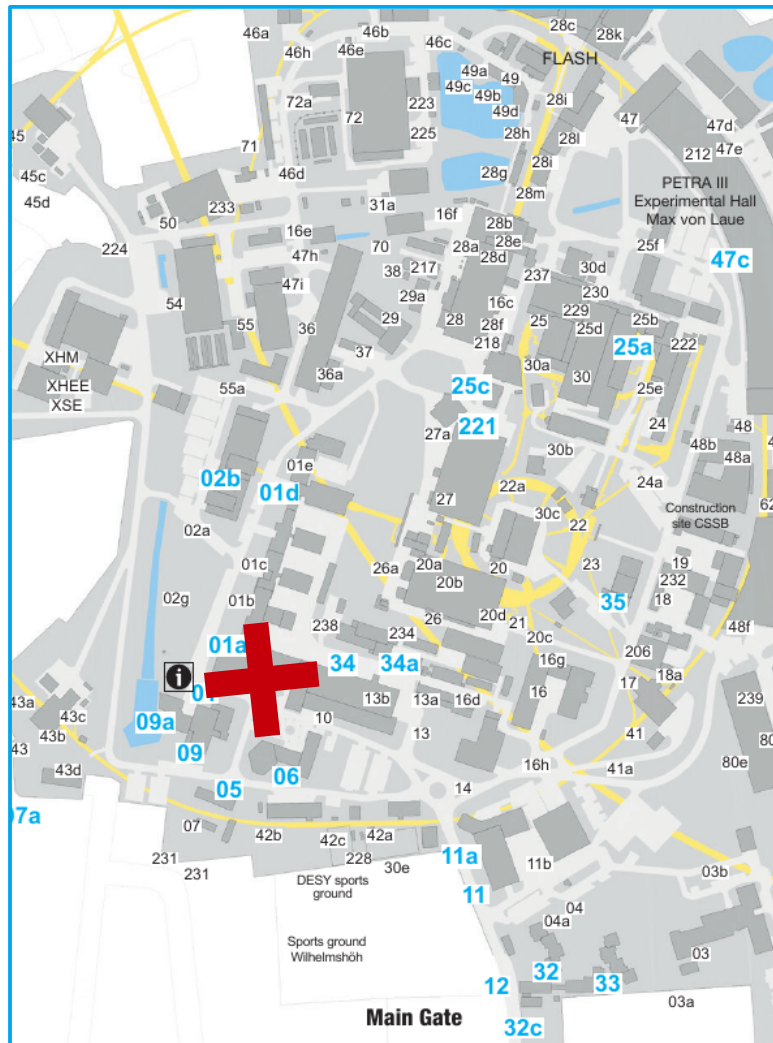 46a
46b
46c
46e
46h
28c
28k
FLASH
49a
49
49c
49b
49d
72a
72
223
225
28h
28i
28l
47
47d
47e
212
45
45c
45d
71
46d
28g
28i
28m
PETRA III
Experimental Hall
Max von Laue
50
233
31a
16f
28b
16e
224
47h
70
28a
28e
28d
25f
47c
38
217
237
30d
47i
29a
16c
230
54
55
36
29
28
28f
25
229
25d
25b
218
25a
222
XHM
37
30a
XHEE
36a
30
25e
XSE
55a
25c
221
27a
24
48
48b
48a
02b
01e
30b
01d
27
22a
24a
62
02a
30c
22
Construction
site CSSB
01c
26a
20a
20b
20
23
19
232
02g
01b
35
18
238
234
26
20d
21
20c
48f
01a
34
34a
16g
206
i
18a
17
43a
43c
09a
13b
13a
16d
16
239
43b
10
41
43
09
13
80
43d
06
16h
41a
80e
05
14
07a
07
42b
42c
42a
231
228
30e
11a
11b
03b
231
DESY sports
ground
11
04
04a
Sports ground
Wilhelmshöh
03
32
12
33
03a
Main Gate
32c